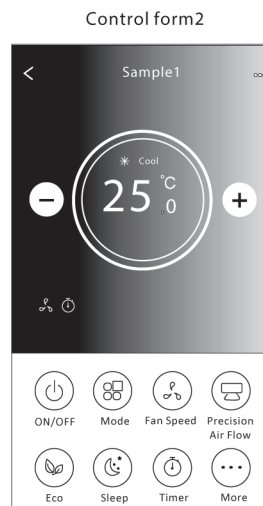 Control form2
Sample1
Cool
25.0 °C
ON/OFF
Mode
Fan Speed
Precision
Air Flow
Eco
Sleep
Timer
More